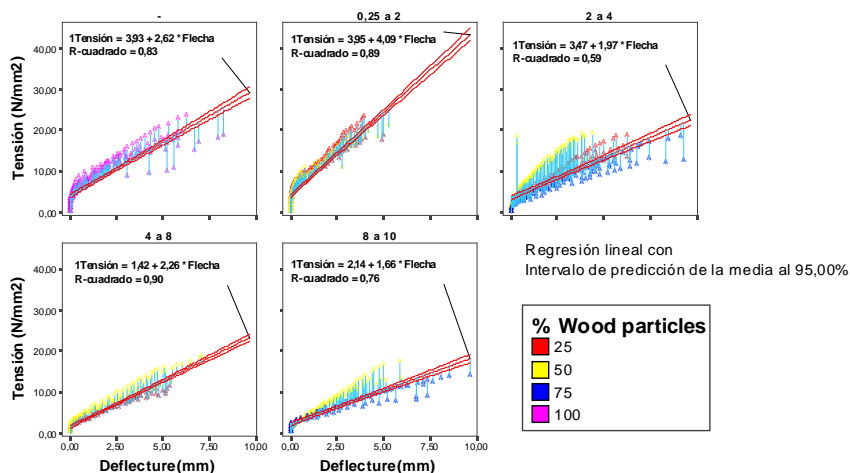 -
0,25 a 2
2 a 4
1Tensión = 3,93 + 2,62 * Flecha
R-cuadrado = 0,83
1Tensión = 3,95 + 4,09 * Flecha
R-cuadrado = 0,89
1Tensión = 3,47 + 1,97 * Flecha
R-cuadrado = 0,59
40,00
30,00
20,00
10,00
0,00
Tensión (N/mm2)
4 a 8
8 a 10
1Tensión = 1,42 + 2,26 * Flecha
R-cuadrado = 0,90
1Tensión = 2,14 + 1,66 * Flecha
R-cuadrado = 0,76
40,00
30,00
20,00
10,00
0,00
Tensión (N/mm2)
0,00 2,50 5,00 7,50 10,00
0,00 2,50 5,00 7,50 10,00
Deflecture(mm)
Deflecture(mm)
Regresión lineal con
Intervalo de predicción de la media al 95,00%
% Wood particles
25
50
75
100